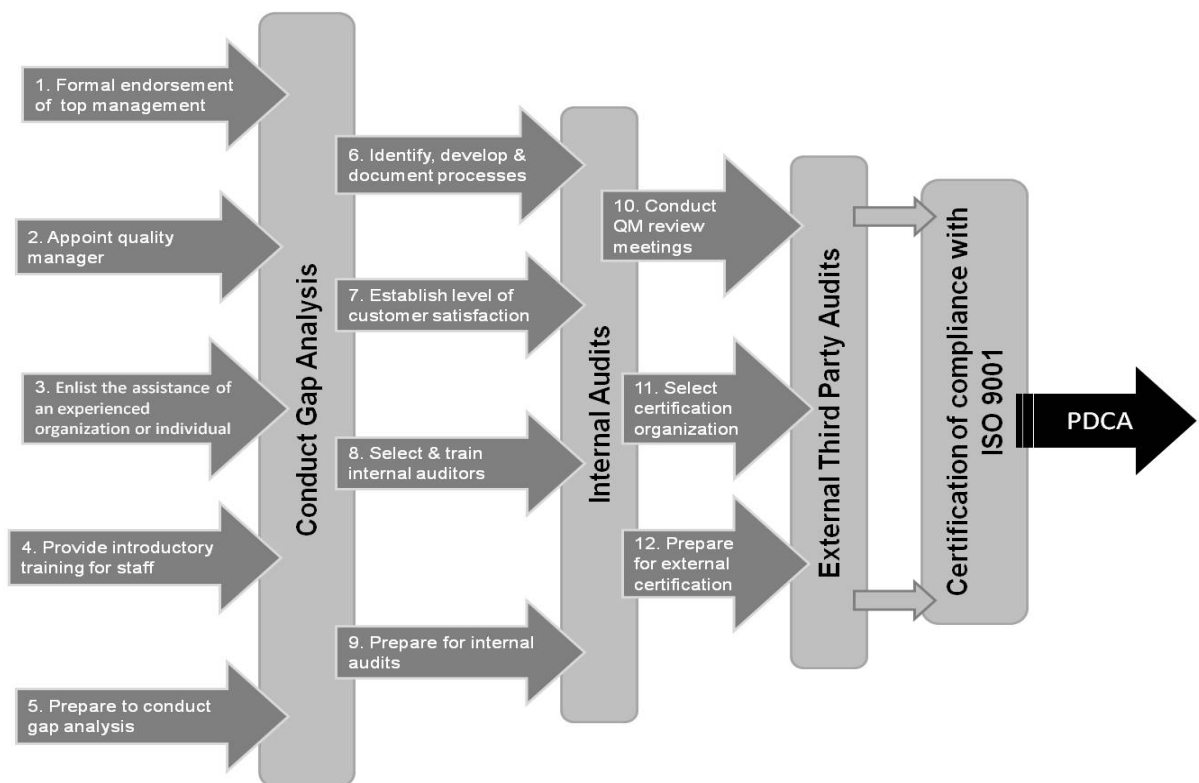 1. Formal endorsement
of top management
2. Appoint quality
manager
3. Enlist the assistance of
an experienced
organization or individual
4. Provide introductory
training for staff
5. Prepare to conduct
gap analysis
Conduct Gap Analysis
6. Identify, develop &
document processes
7. Establish level of
customer satisfaction
8. Select & train
internal auditors
9. Prepare for internal
audits
Internal Audits
10. Conduct
QM review
meetings
11. Select
certification
organization
12. Prepare
for external
certification
External Third Party Audits
Certification of compliance with
ISO 9001
PDCA